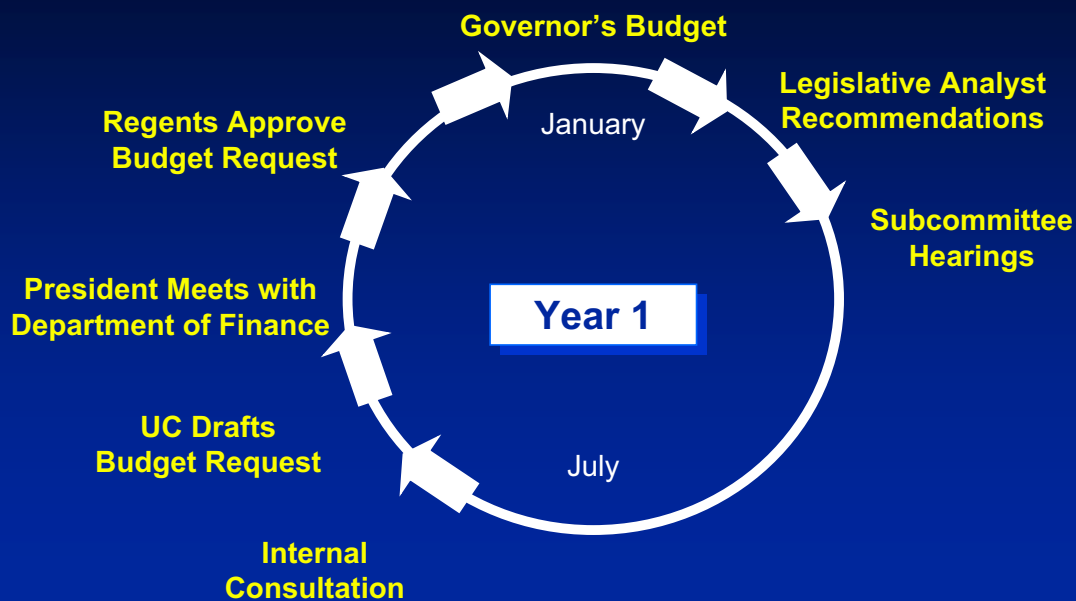 Governor’s Budget
Legislative Analyst
Recommendations
January
Regents Approve
Budget Request
Subcommittee
Hearings
President Meets with
Department of Finance
Year 1
UC Drafts
Budget Request
July
Internal
Consultation